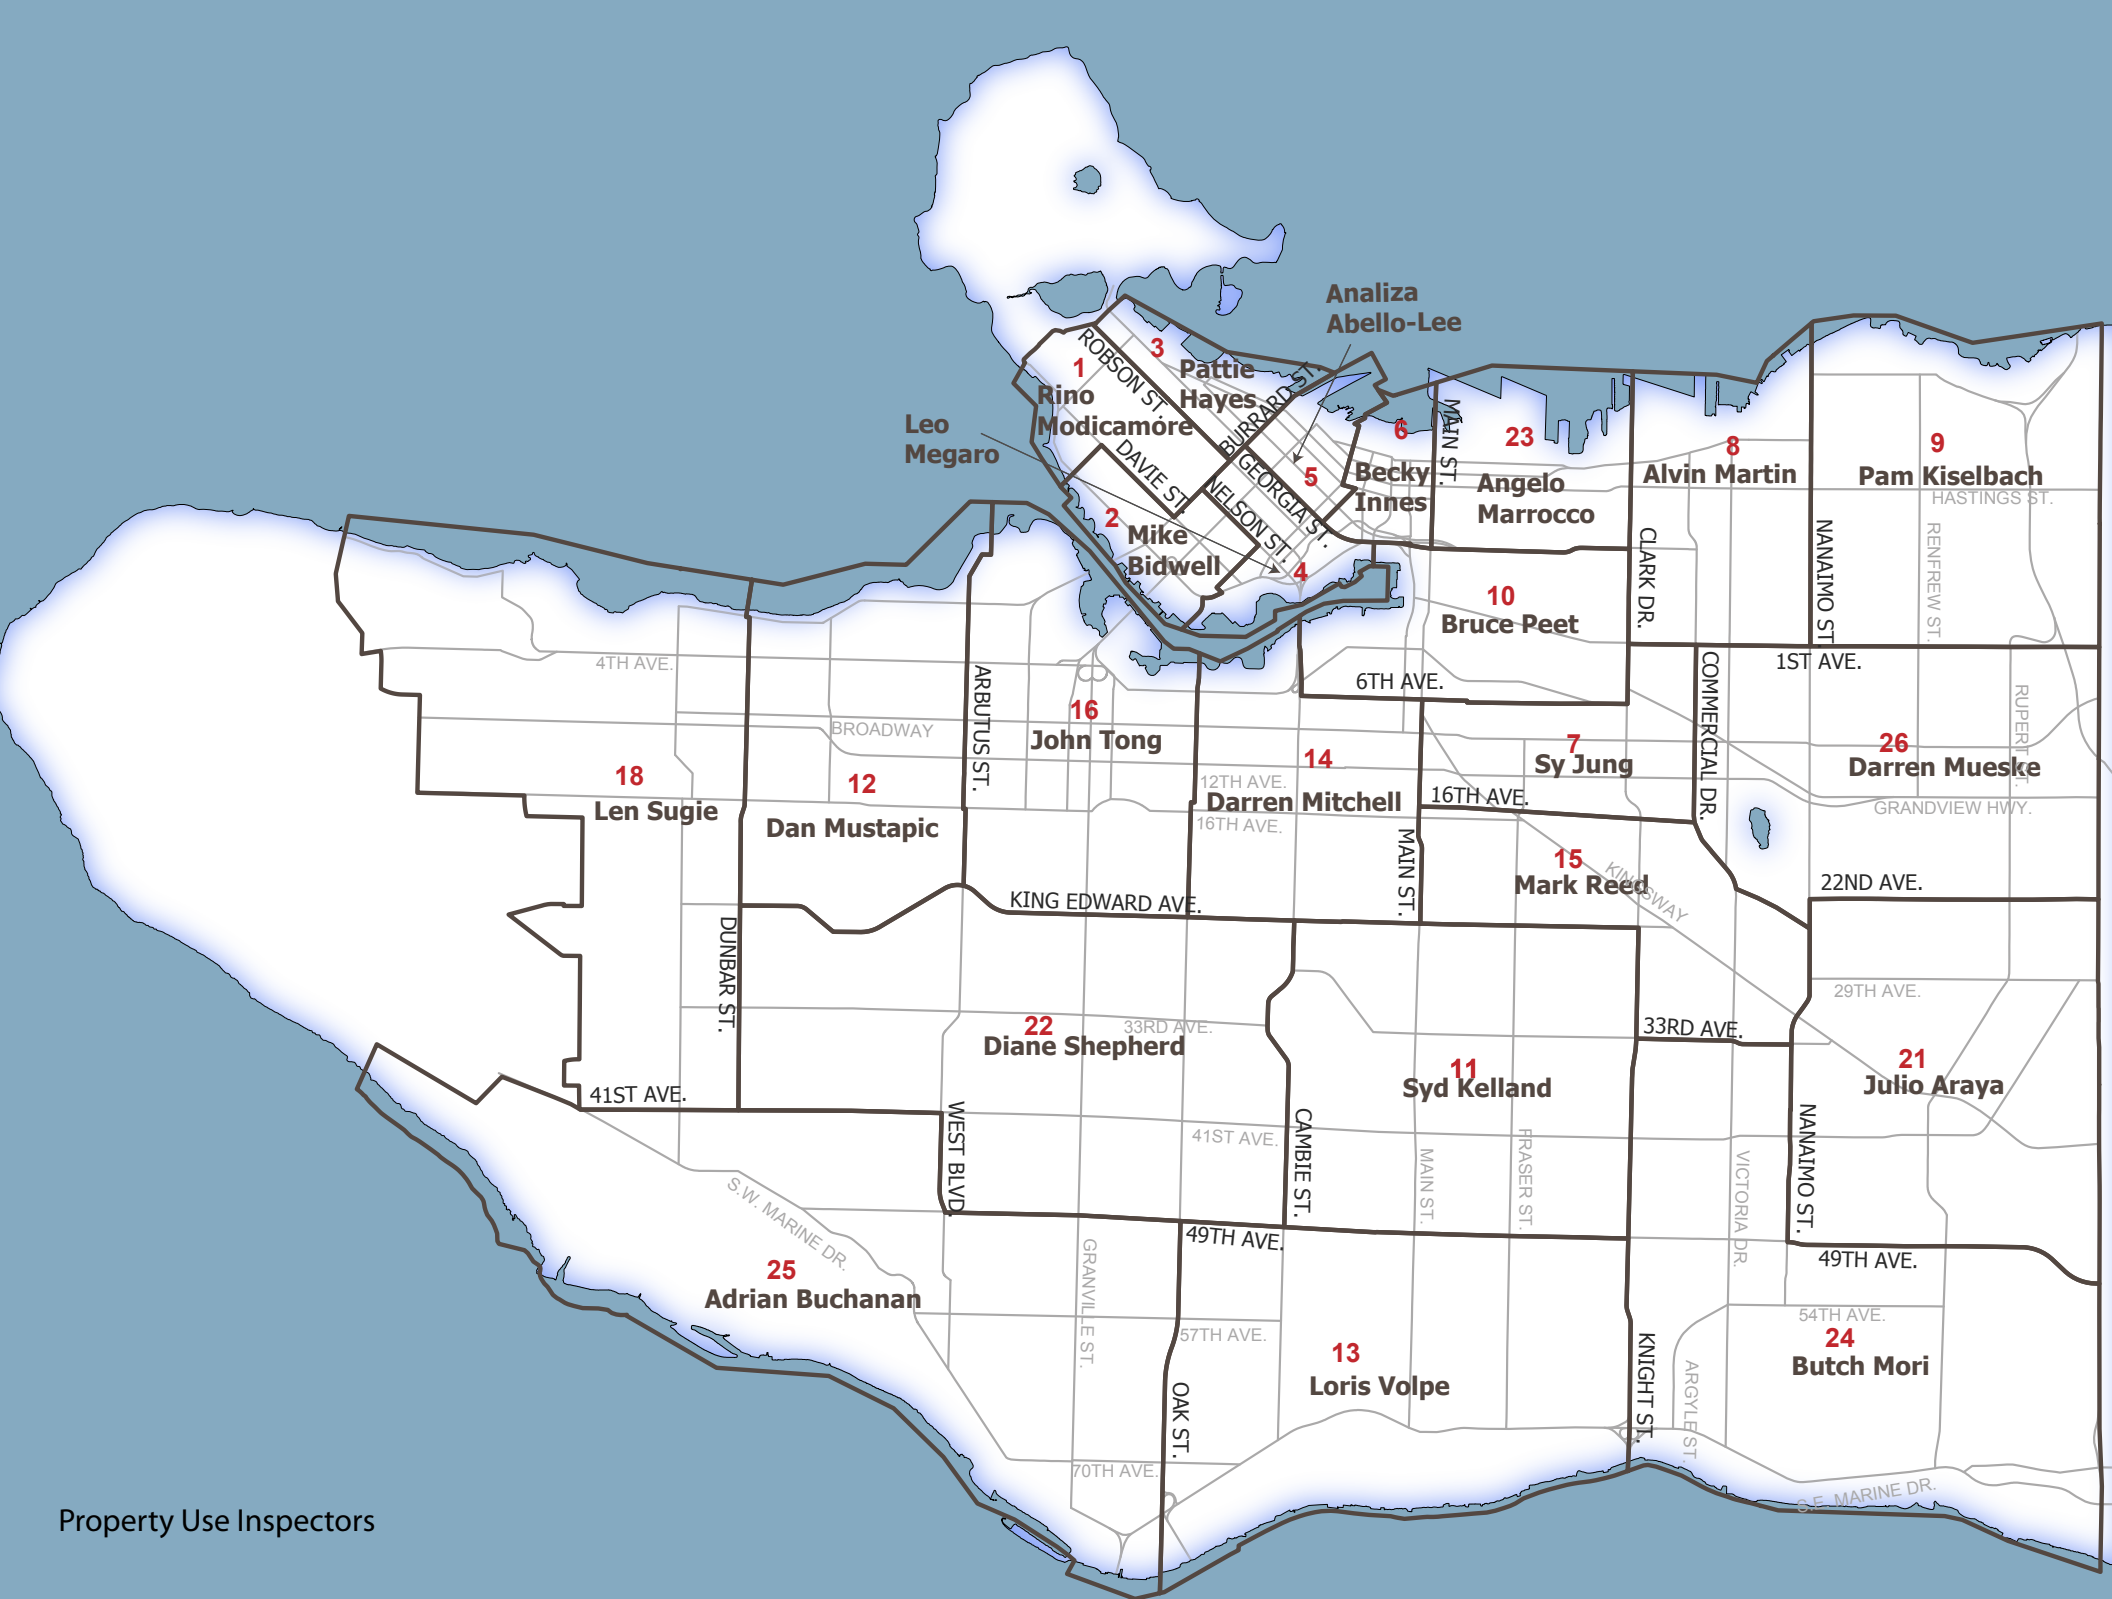 Analiza
Abello-Lee
3
Pattie
Hayes
ROBSON ST.
1
Rino
Modicamore
BURRARD ST.
Leo
Megaro
DAVIE ST.
2
Mike
Bidwell
NELSON ST.
GEORGIA ST.
5
4
6
Becky
Innes
MAIN ST.
23
Angelo
Marrocco
8
Alvin Martin
9
Pam Kiselbach
HASTINGS ST.
CLARK DR.
NANAIMO ST.
RENFREW ST.
10
Bruce Peet
1ST AVE.
6TH AVE.
4TH AVE.
BROADWAY
ARBUTUS ST.
16
John Tong
14
12TH AVE.
Darren Mitchell
16TH AVE.
7
Sy Jung
16TH AVE.
COMMERCIAL DR.
26
Darren Mueske
RUPERT ST.
GRANDVIEW HWY.
18
Len Sugie
12
Dan Mustapic
MAIN ST.
15
Mark Reed
KINGSWAY
22ND AVE.
KING EDWARD AVE.
DUNBAR ST.
29TH AVE.
22
33RD AVE.
Diane Shepherd
33RD AVE.
11
Syd Kelland
21
Julio Araya
41ST AVE.
WEST BLVD.
41ST AVE.
CAMBIE ST.
MAIN ST.
FRASER ST.
VICTORIA DR.
NANAIMO ST.
S.W. MARINE DR.
49TH AVE.
49TH AVE.
25
Adrian Buchanan
GRANVILLE ST.
57TH AVE.
54TH AVE.
13
Loris Volpe
24
Butch Mori
KNIGHT ST.
ARGYLE ST.
OAK ST.
70TH AVE.
S.E. MARINE DR.
Property Use Inspectors